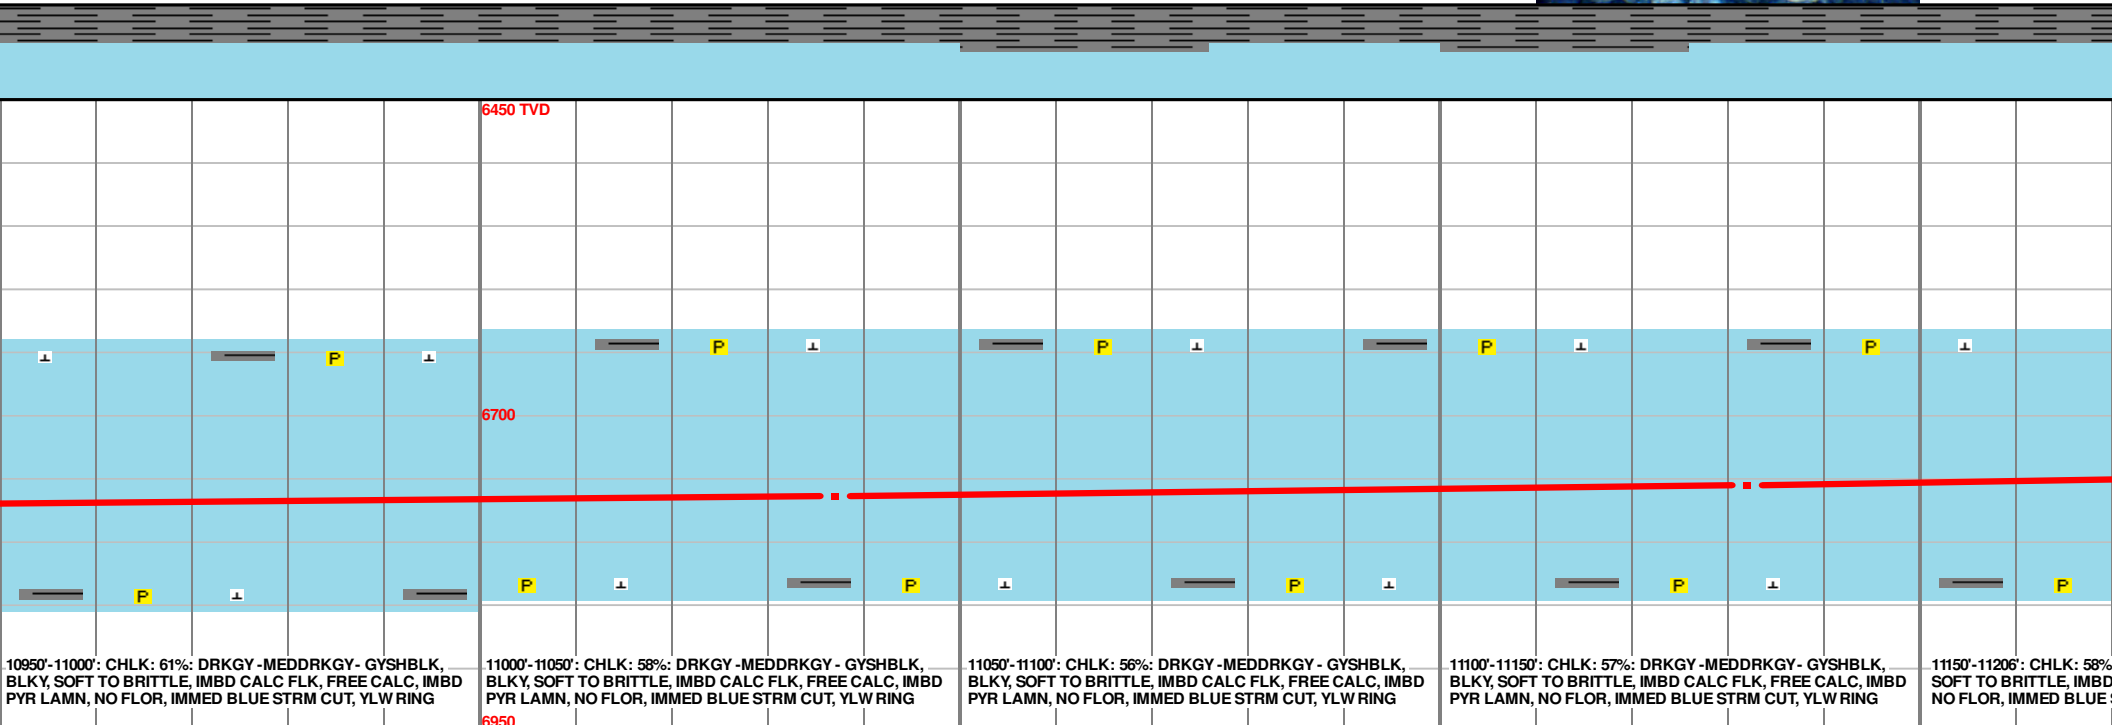 6450 TVD
P
P
P
P
P
6700
P
P
P
P
P
10950'-11000': CHLK: 61%: DRKGY -MEDDRKGY - GYSHBLK,
BLKY, SOFT TO BRITTLE, IMBD CALC FLK, FREE CALC, IMBD
PYR LAMN, NO FLOR, IMMED BLUE STRM CUT, YLW RING
11000'-11050': CHLK: 58%: DRKGY -MEDDRKGY - GYSHBLK,
BLKY, SOFT TO BRITTLE, IMBD CALC FLK, FREE CALC, IMBD
PYR LAMN, NO FLOR, IMMED BLUE STRM CUT, YLW RING
11050'-11100': CHLK: 56%: DRKGY -MEDDRKGY - GYSHBLK,
BLKY, SOFT TO BRITTLE, IMBD CALC FLK, FREE CALC, IMBD
PYR LAMN, NO FLOR, IMMED BLUE STRM CUT, YLW RING
11100'-11150': CHLK: 57%: DRKGY -MEDDRKGY - GYSHBLK,
BLKY, SOFT TO BRITTLE, IMBD CALC FLK, FREE CALC, IMBD
PYR LAMN, NO FLOR, IMMED BLUE STRM CUT, YLW RING
11150'-11206': CHLK: 58%
SOFT TO BRITTLE, IMBD
NO FLOR, IMMED BLUE
6950